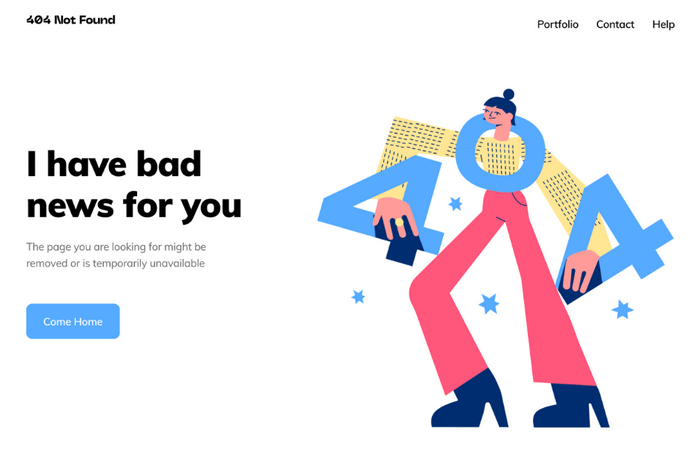 404 Not Found
Portfolio Contact Help
I have bad
news for you
The page you are looking for might be
removed or is temporarily unavailable
Come Home
404